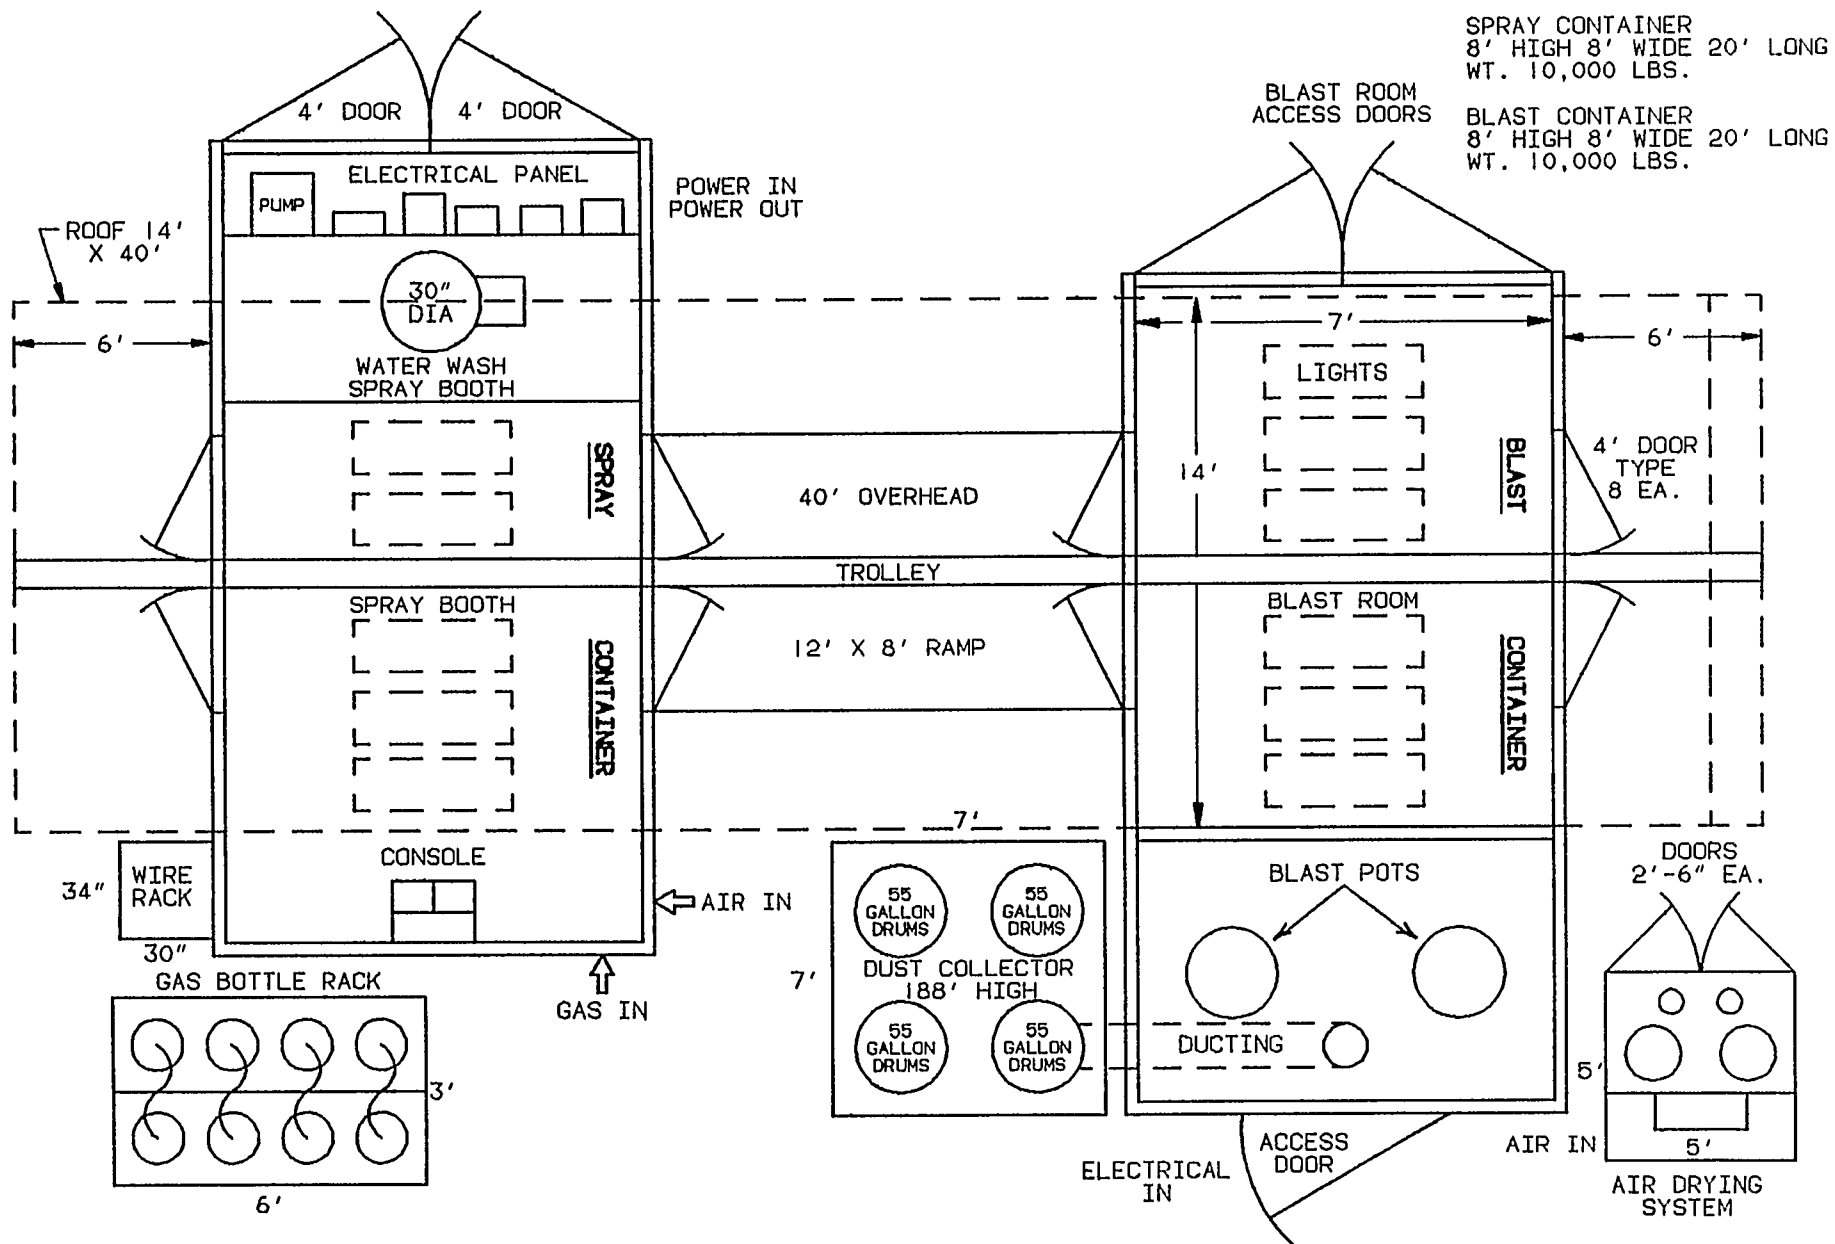 SPRAY CONTAINER
8' HIGH 8' WIDE 20' LONG
WT. 10,000 LBS.
BLAST CONTAINER
8' HIGH 8' WIDE 20' LONG
WT. 10,000 LBS.
BLAST ROOM
ACCESS DOORS
4' DOOR
4' DOOR
ELECTRICAL PANEL
PUMP
POWER IN
POWER OUT
ROOF 14'
X 40'
30"
DIA
6'
WATER WASH
SPRAY BOOTH
7'
6'
LIGHTS
SPRAY
40' OVERHEAD
14'
BLAST
4' DOOR
TYPE
8 EA.
TROLLEY
SPRAY BOOTH
BLAST ROOM
CONTAINER
12' X 8' RAMP
CONTAINER
7'
WIRE
RACK
34"
30"
CONSOLE
AIR IN
GAS IN
55
GALLON
DRUMS
55
GALLON
DRUMS
7'
DUST COLLECTOR
188' HIGH
55
GALLON
DRUMS
55
GALLON
DRUMS
BLAST POTS
DUCTING
DOORS
2'-6" EA.
GAS BOTTLE RACK
3'
6'
ELECTRICAL
IN
ACCESS
DOOR
AIR IN
5'
5'
AIR DRYING
SYSTEM